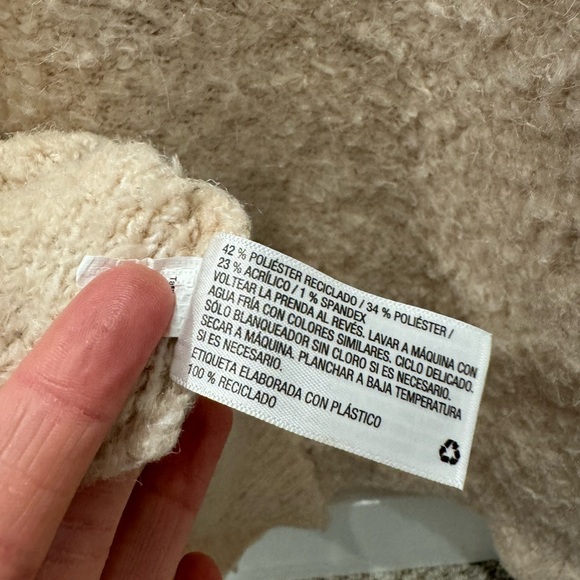 42 % POLIÉSTER RECICLADO / 34 % POLIÉSTER /
23 % ACRÍLICO / 1 % SPANDEX
VOLTEAR LA PRENDA AL REVÉS. LAVAR A MÁQUINA CON
AGUA FRÍA CON COLORES SIMILARES. CICLO DELICADO.
SÓLO BLANQUEADOR SIN CLORO SI ES NECESARIO.
SECAR A MÁQUINA. PLANCHAR A BAJA TEMPERATURA
SI ES NECESARIO.
ETIQUETA ELABORADA CON PLÁSTICO
100 % RECICLADO